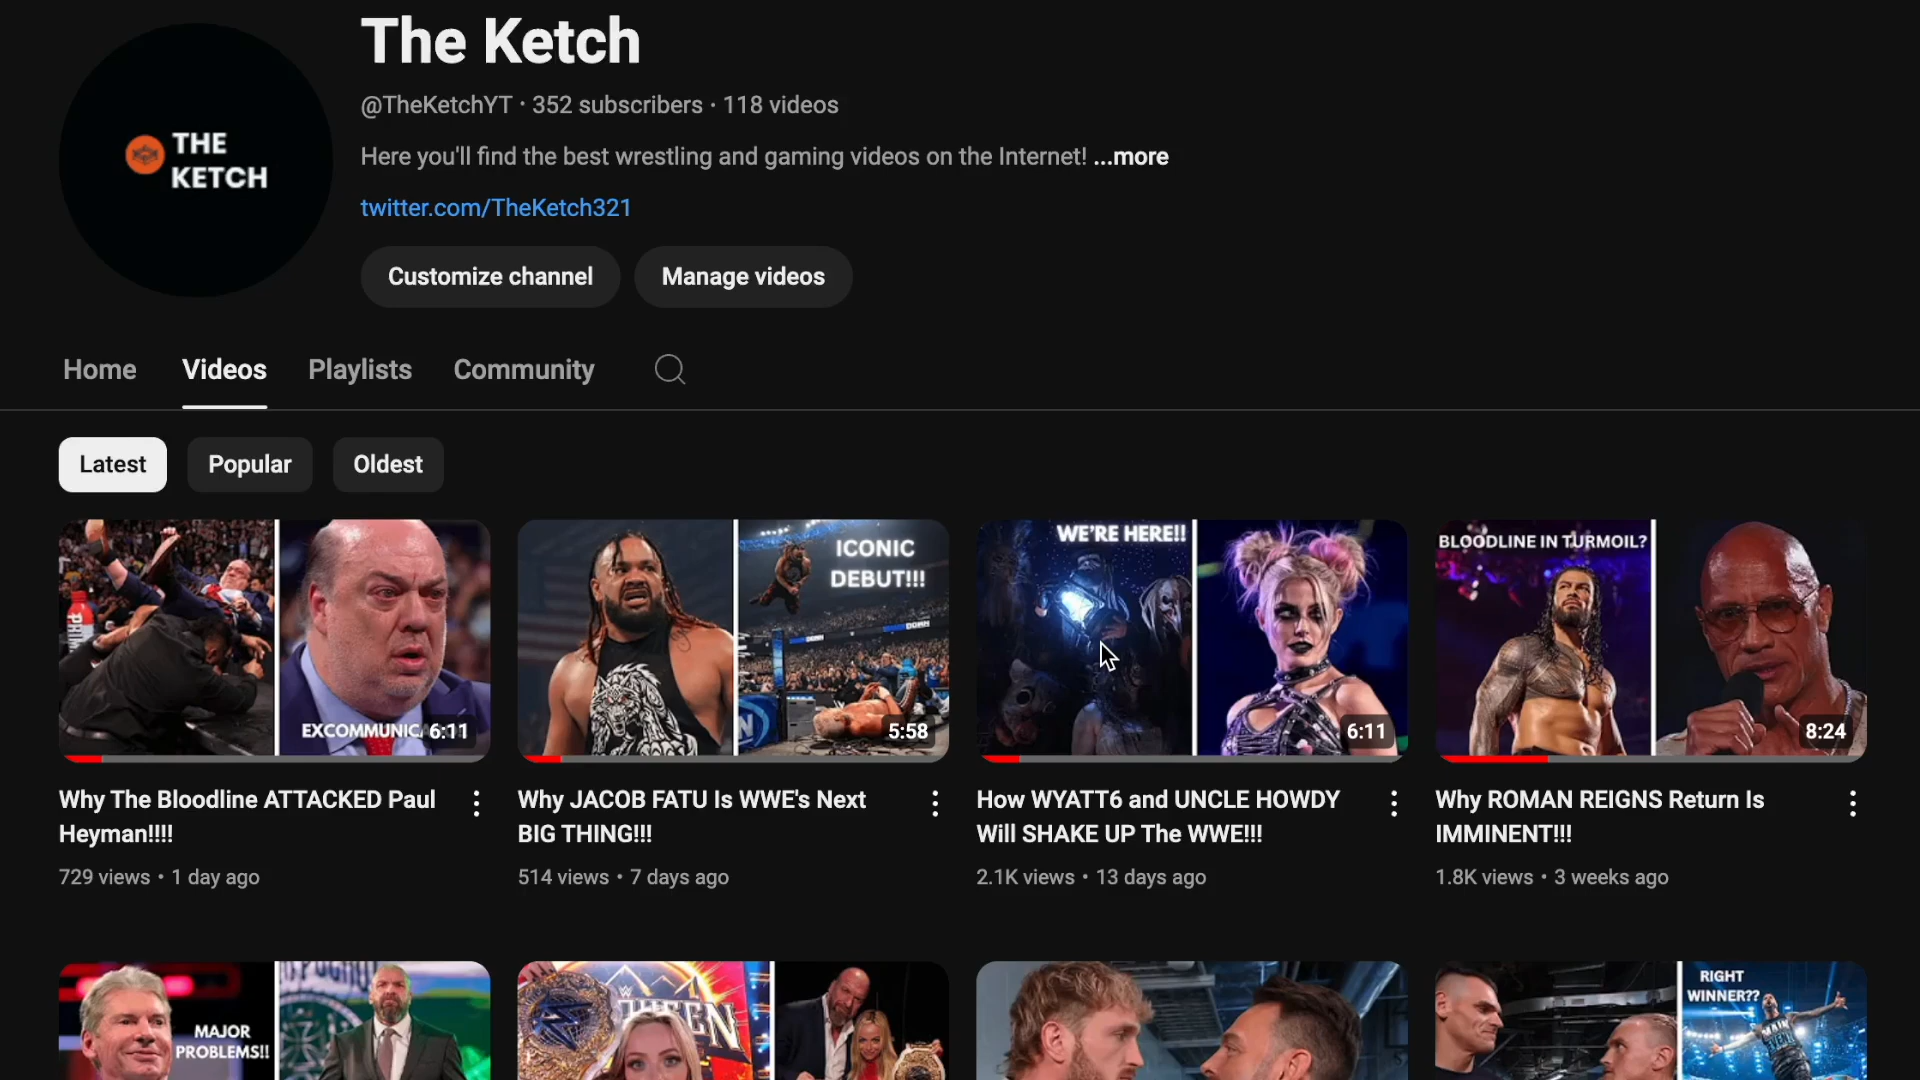 The Ketch
THE
KETCH
@TheKetchYT · 352 subscribers · 118 videos
Here you'll find the best wrestling and gaming videos on the Internet! ...more
twitter.com/TheKetch321
Customize channel
Manage videos
Home
Videos
Playlists
Community
Latest
Popular
Oldest
PRIM
EXCOMMUNICA
6:11
ICONIC
DEBUT!!!
5:58
WE'RE HERE!!
6:11
BLOODLINE IN TURMOIL?
8:24
Why The Bloodline ATTACKED Paul
Heyman!!!!
729 views • 1 day ago
Why JACOB FATU Is WWE's Next
BIG THING!!!
514 views • 7 days ago
How WYATT6 and UNCLE HOWDY
Will SHAKE UP The WWE!!!
2.1K views • 13 days ago
Why ROMAN REIGNS Return Is
IMMINENT!!!
1.8K views • 3 weeks ago
MAJOR
PROBLEMS!!
QUEEN
RIGHT
WINNER??
MAIN
EVENT